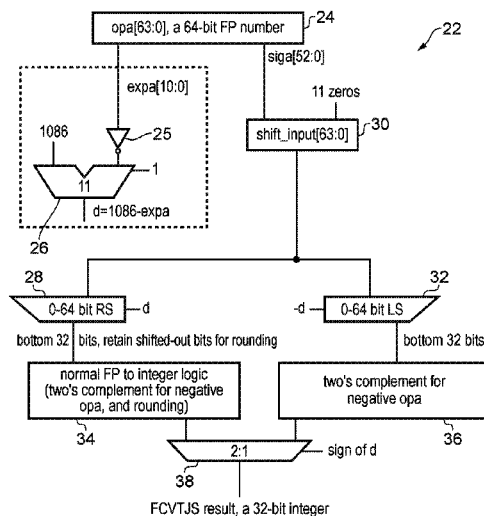 opa[63:0], a 64-bit FP number
24
22
siga[52:0]
expa[10:0]
11 zeros
25
1086
shift_input[63:0]
30
11
1
d=1086-expa
26
28
32
0-64 bit RS
d
-d
0-64 bit LS
bottom 32 bits, retain shifted-out bits for rounding
bottom 32 bits
normal FP to integer logic
(two's complement for negative
opa, and rounding)
two's complement for
negative opa
34
36
2:1
sign of d
38
FCVTJS result, a 32-bit integer